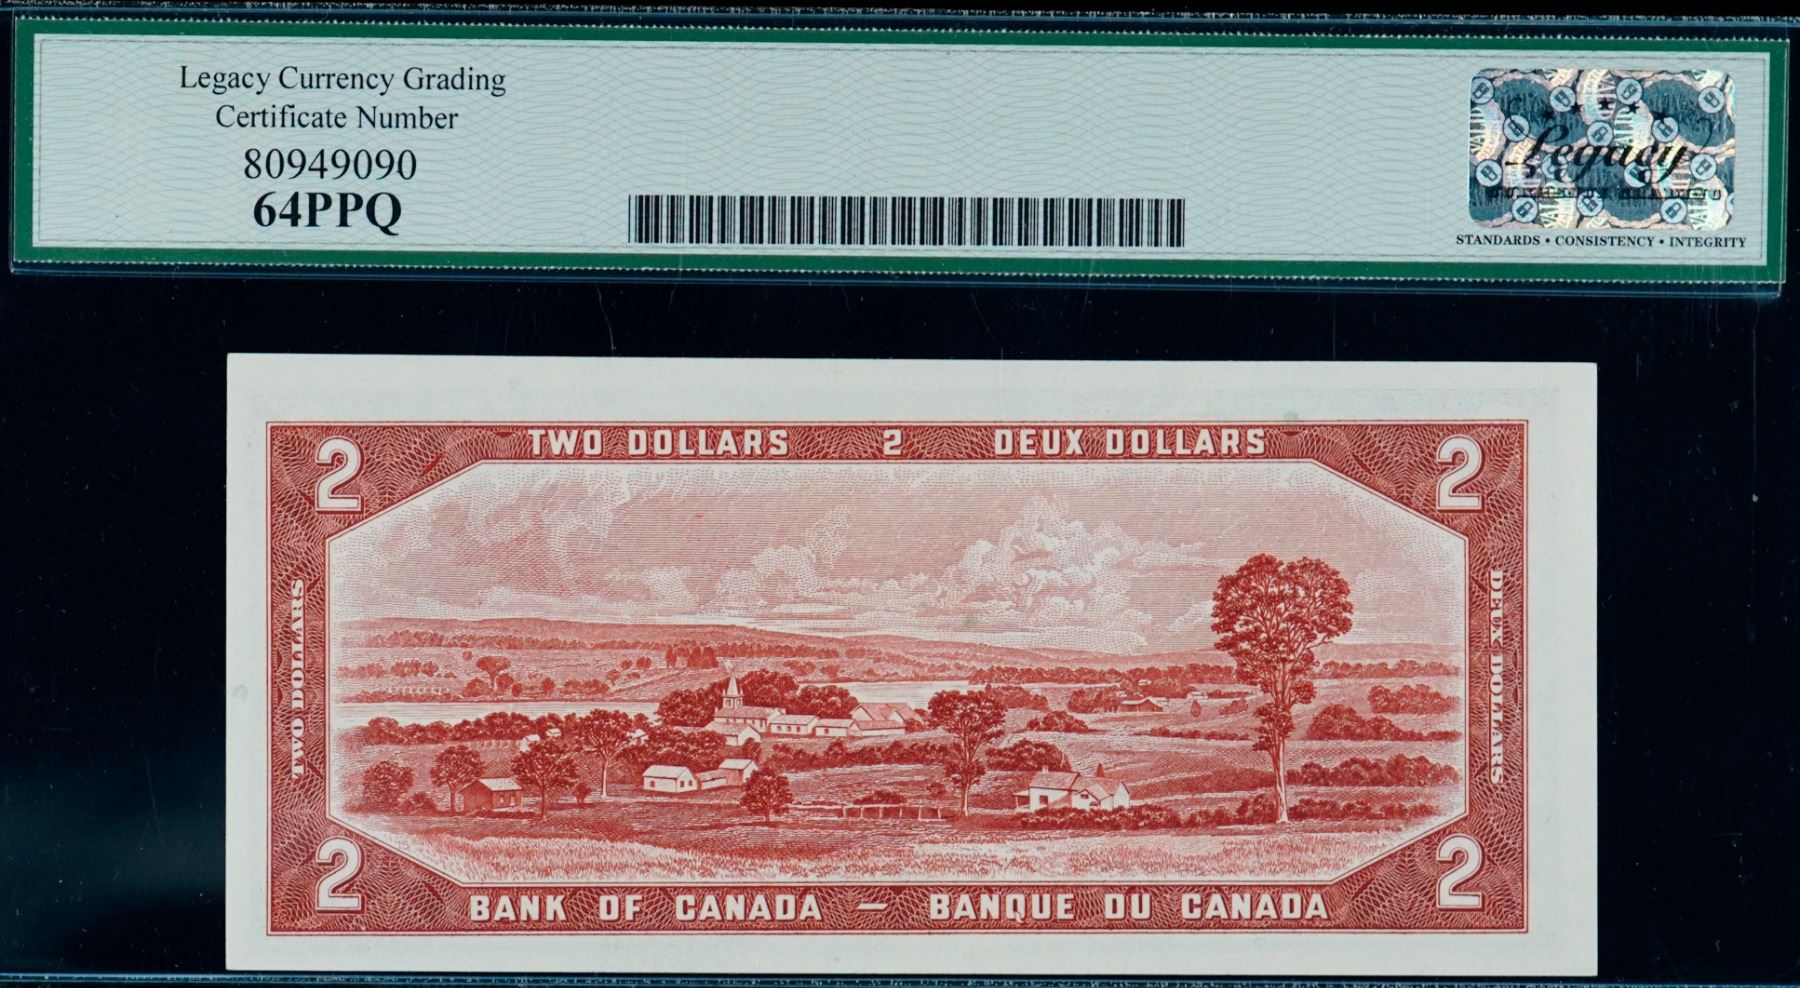 Legacy Currency Grading
Certificate Number
80949090
64PPQ
Legacy
STANDARDS • CONSISTENCY • INTEGRITY
2 TWO DOLLARS 2 DEUX DOLLARS 2
TWO DOLLARS
DEUX DOLLARS
2 BANK OF CANADA — BANQUE DU CANADA 2